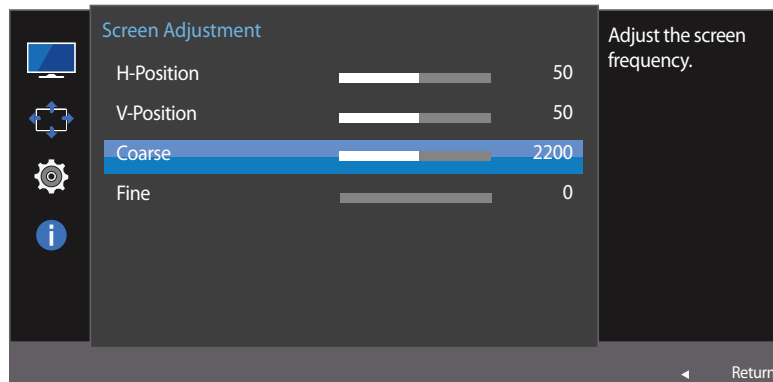 Screen Adjustment
H-Position 50
V-Position 50
Coarse 2200
Fine 0
Adjust the screen
frequency.
Return